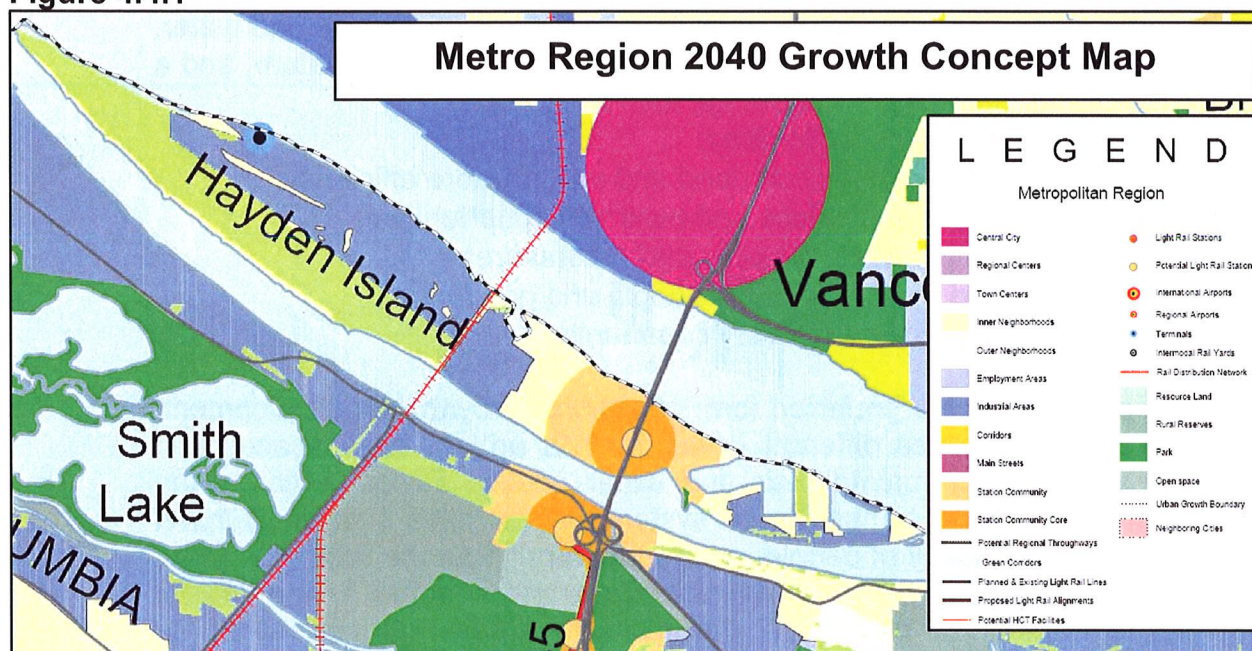 Metro Region 2040 Growth Concept Map
Hayden Island
Smith
Lake
UMBIA
Vanc
5
L E G E N D
Metropolitan Region
Central City
Regional Centers
Town Centers
Inner Neighborhoods
Outer Neighborhoods
Employment Areas
Industrial Areas
Corridors
Main Streets
Station Community
Station Community Core
Potential Regional Throughways
Green Corridors
Planned & Existing Light Rail Lines
Proposed Light Rail Alignments
Potential HCT Facilities
Light Rail Stations
Potential Light Rail Station
International Airports
Regional Airports
Terminals
Intermodal Rail Yards
Rail Distribution Network
Resource Land
Rural Reserves
Park
Open space
Urban Growth Boundary
Neighboring Cities